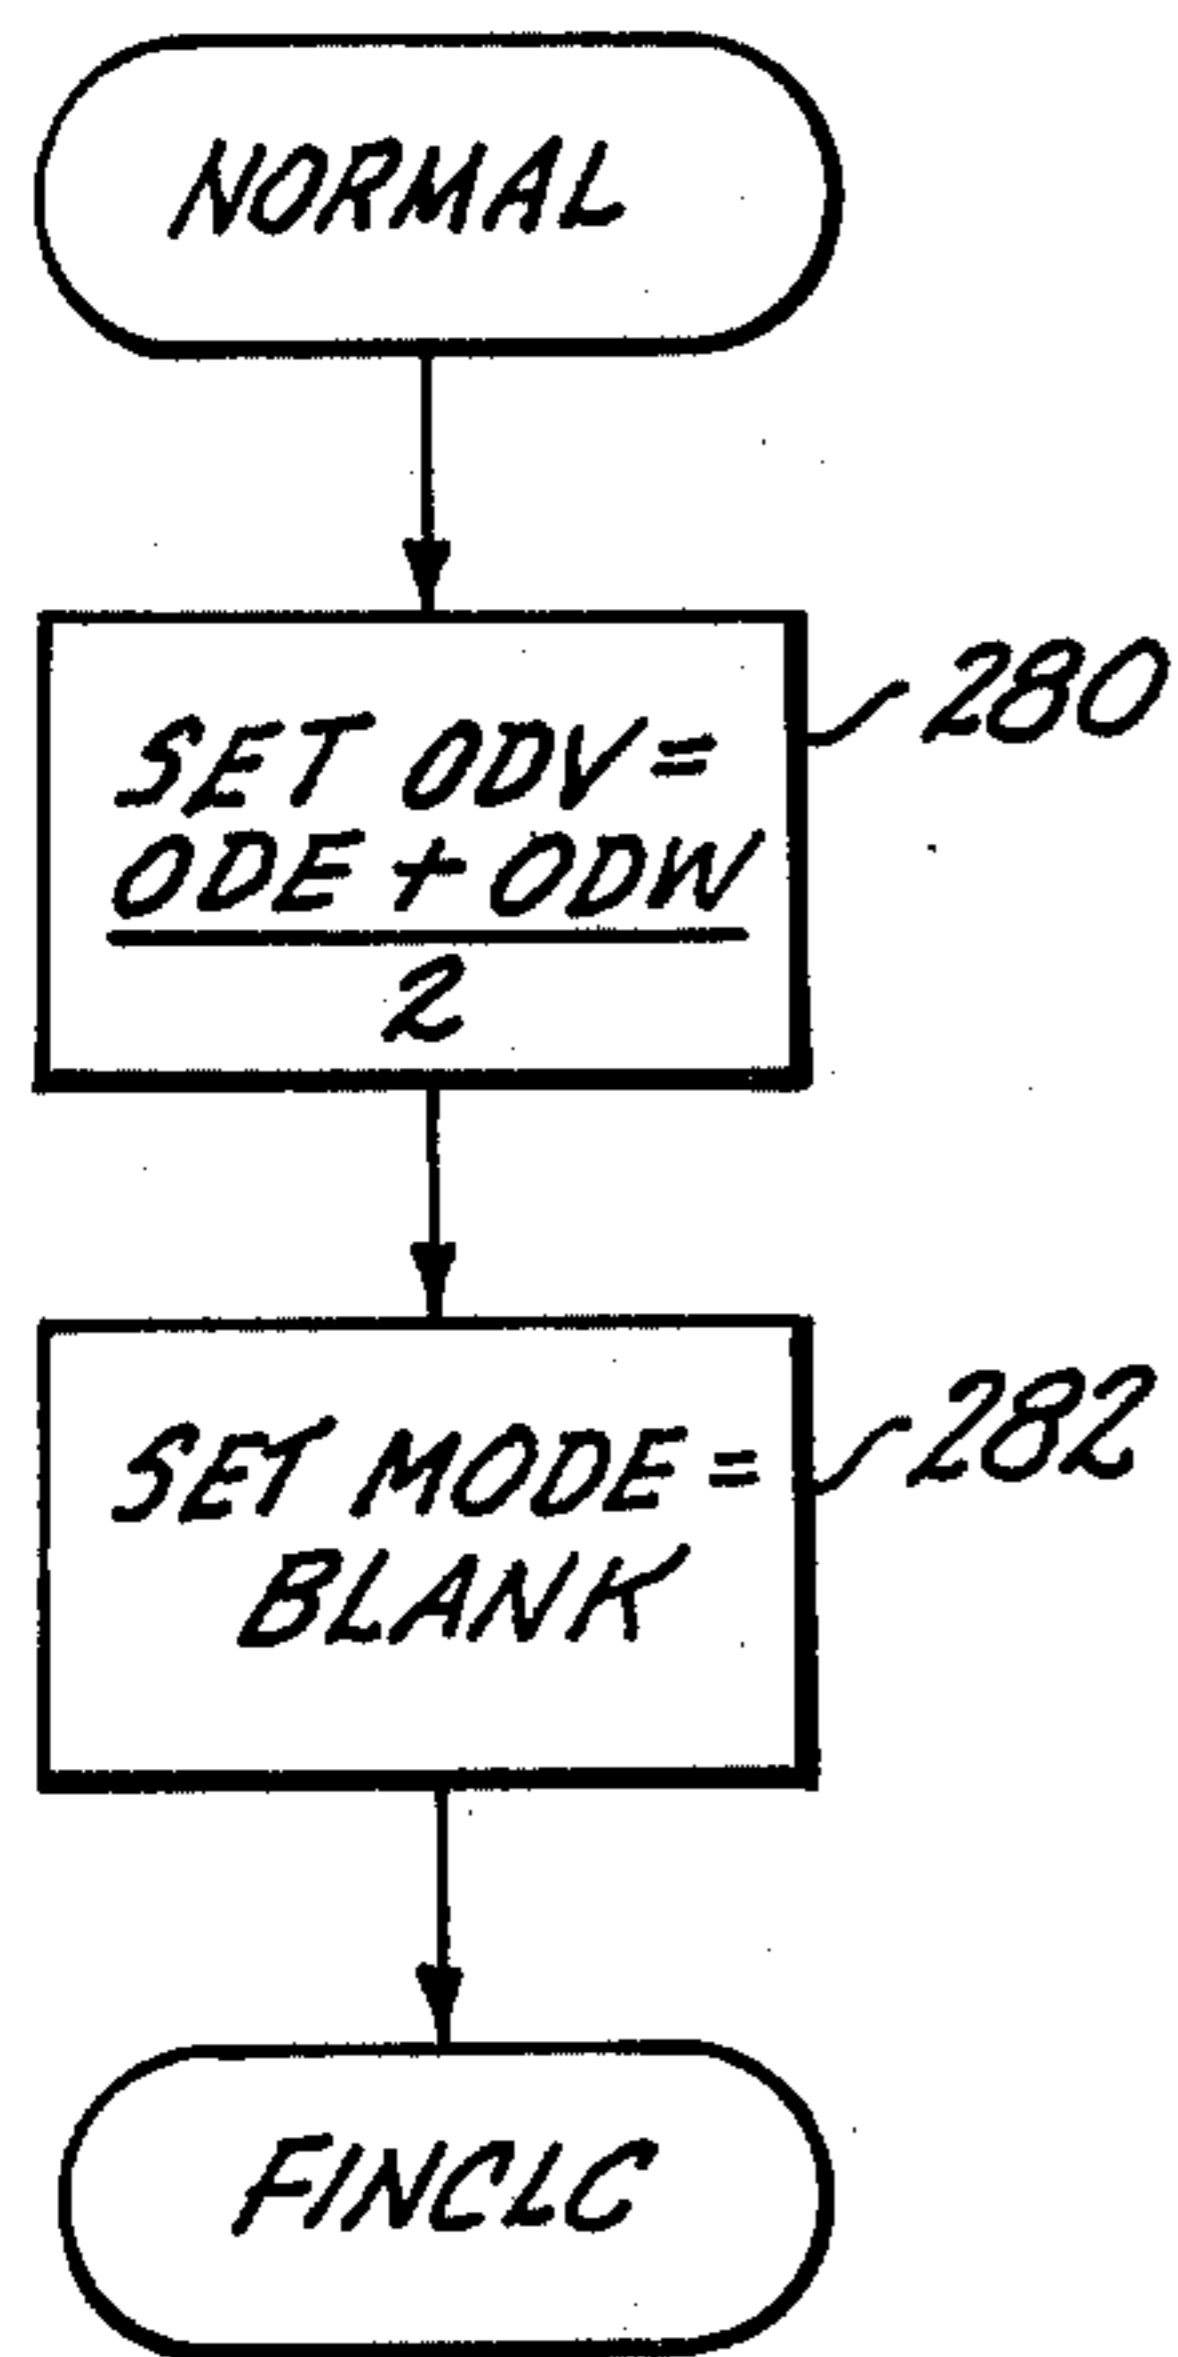 NORMAL
SET ODV =
ODE + ODW
2
280
SET MODE =
BLANK
282
FINCLC